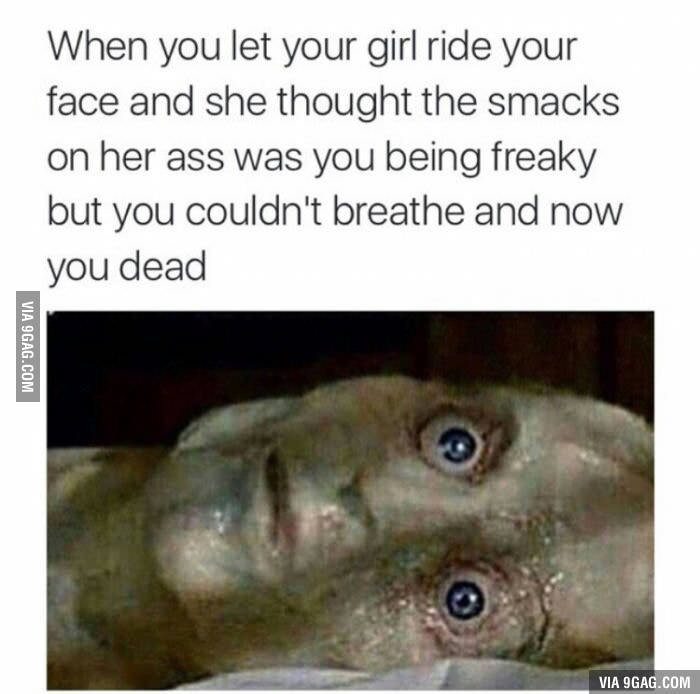 When you let your girl ride your
face and she thought the smacks
on her ass was you being freaky
but you couldn't breathe and now
you dead
VIA 9GAG.COM
VIA 9GAG.COM